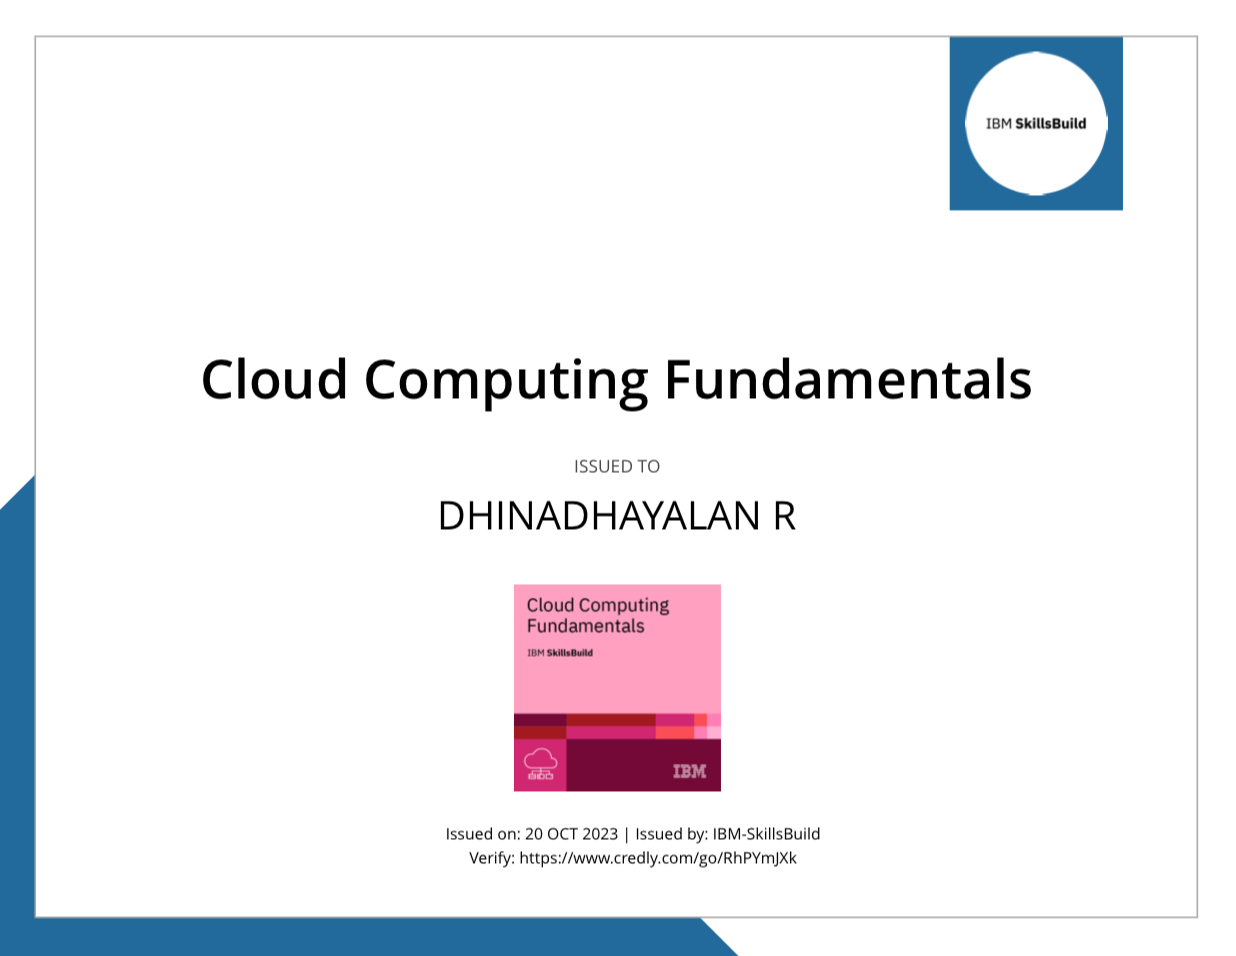 IBM SkillsBuild
Cloud Computing Fundamentals
ISSUED TO
DHINADHAYALAN R
Cloud Computing
Fundamentals
IBM SkillsBuild
IBM
Issued on: 20 OCT 2023 | Issued by: IBM-SkillsBuild
Verify: https://www.credly.com/go/RhPYmJXk